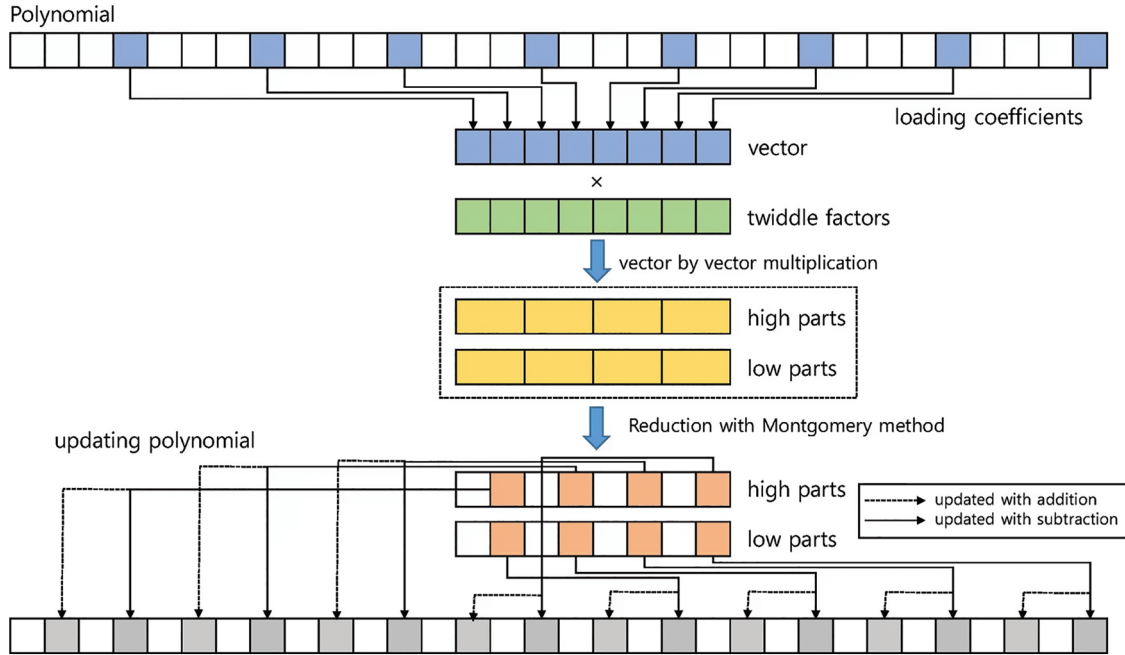 Polynomial
loading coefficients
vector
×
twiddle factors
vector by vector multiplication
high parts
low parts
Reduction with Montgomery method
updating polynomial
high parts
updated with addition
updated with subtraction
low parts